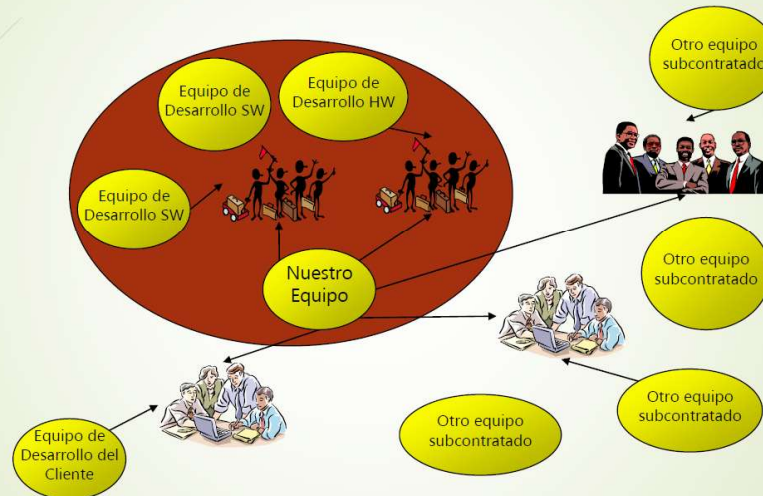 Otro equipo
subcontratado
Equipo de
Desarrollo SW
Equipo de
Desarrollo HW
Equipo de
Desarrollo SW
Nuestro
Equipo
Otro equipo
subcontratado
Otro equipo
subcontratado
Otro equipo
subcontratado
Equipo de
Desarrollo del
Cliente